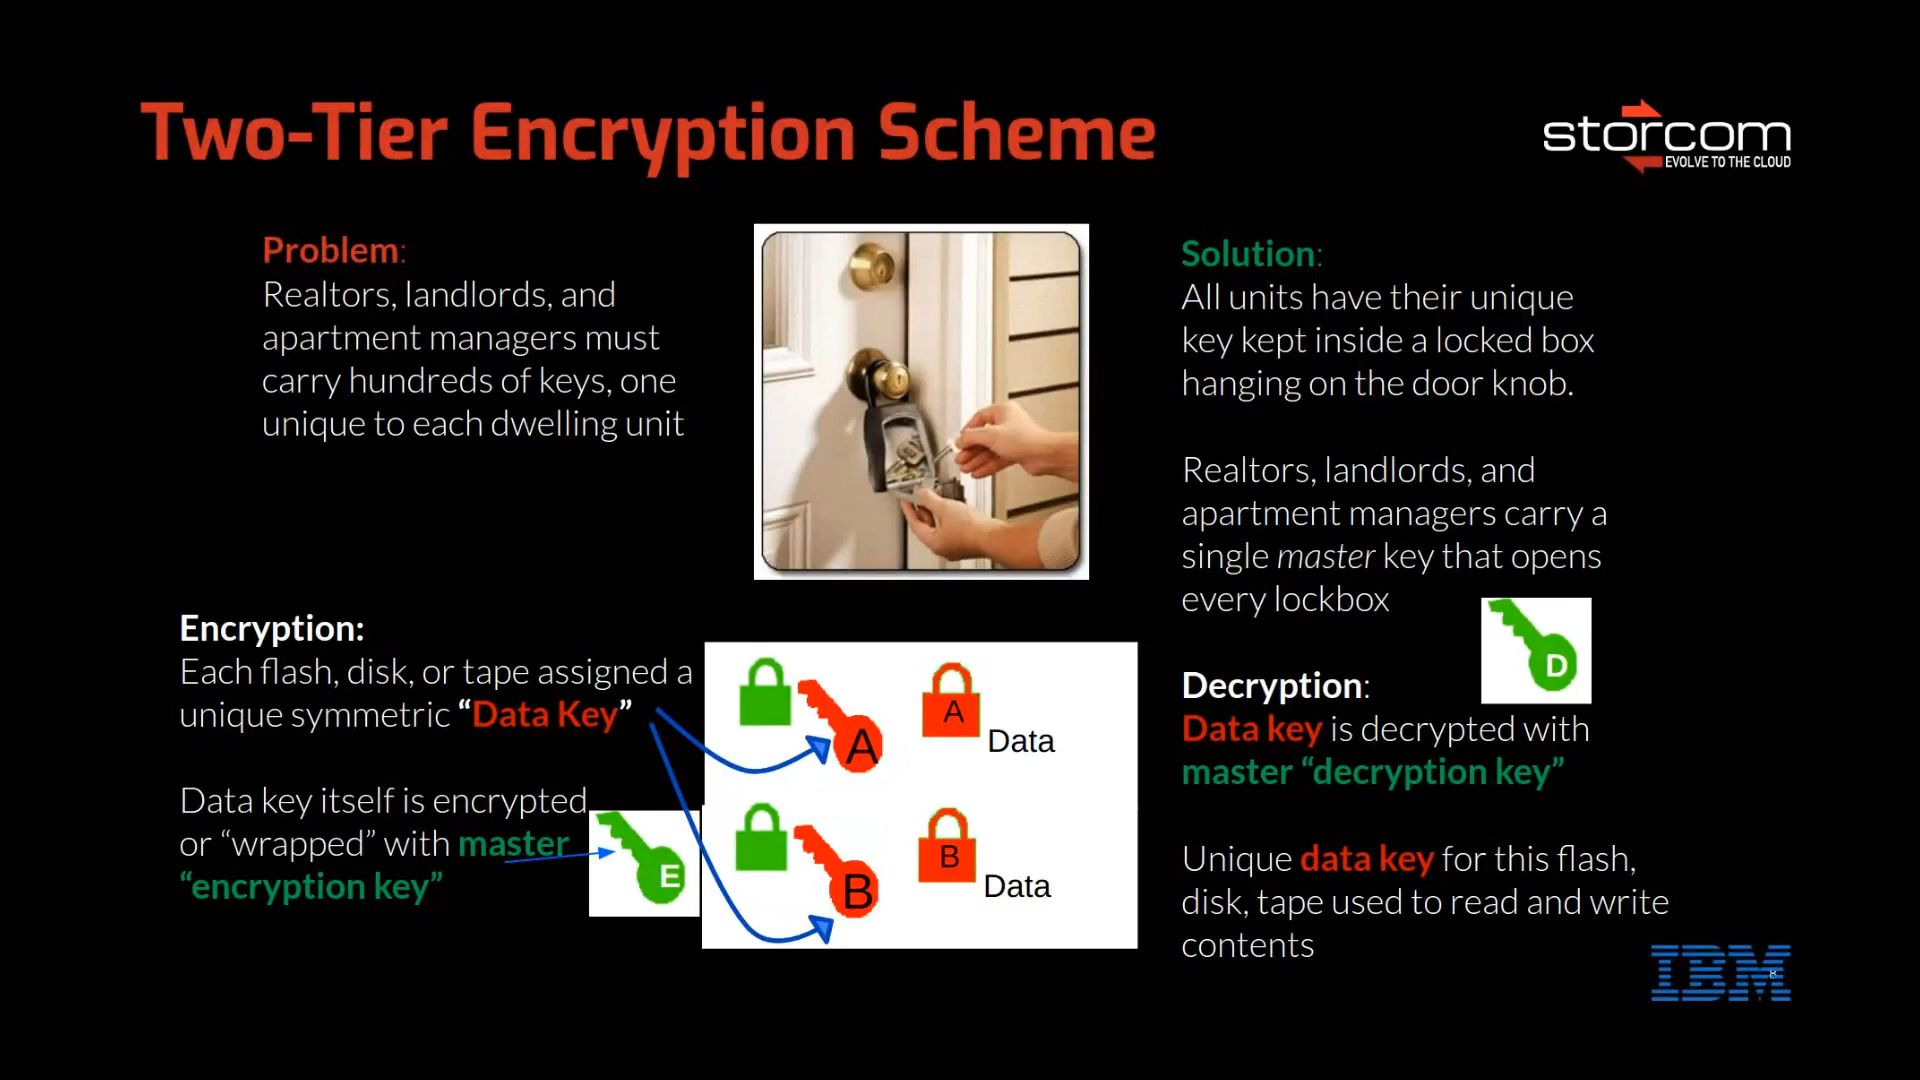 Two-Tier Encryption Scheme
storcom
EVOLVE TO THE CLOUD
Problem:
Realtors, landlords, and
apartment managers must
carry hundreds of keys, one
unique to each dwelling unit
Solution:
All units have their unique
key kept inside a locked box
hanging on the door knob.
Realtors, landlords, and
apartment managers carry a
single master key that opens
every lockbox
Encryption:
Each flash, disk, or tape assigned a
unique symmetric “Data Key”
Data key itself is encrypted
or “wrapped” with master
“encryption key”
E
A
A
Data
B
B
Data
D
Decryption:
Data key is decrypted with
master “decryption key”
Unique data key for this flash,
disk, tape used to read and write
contents
IBM